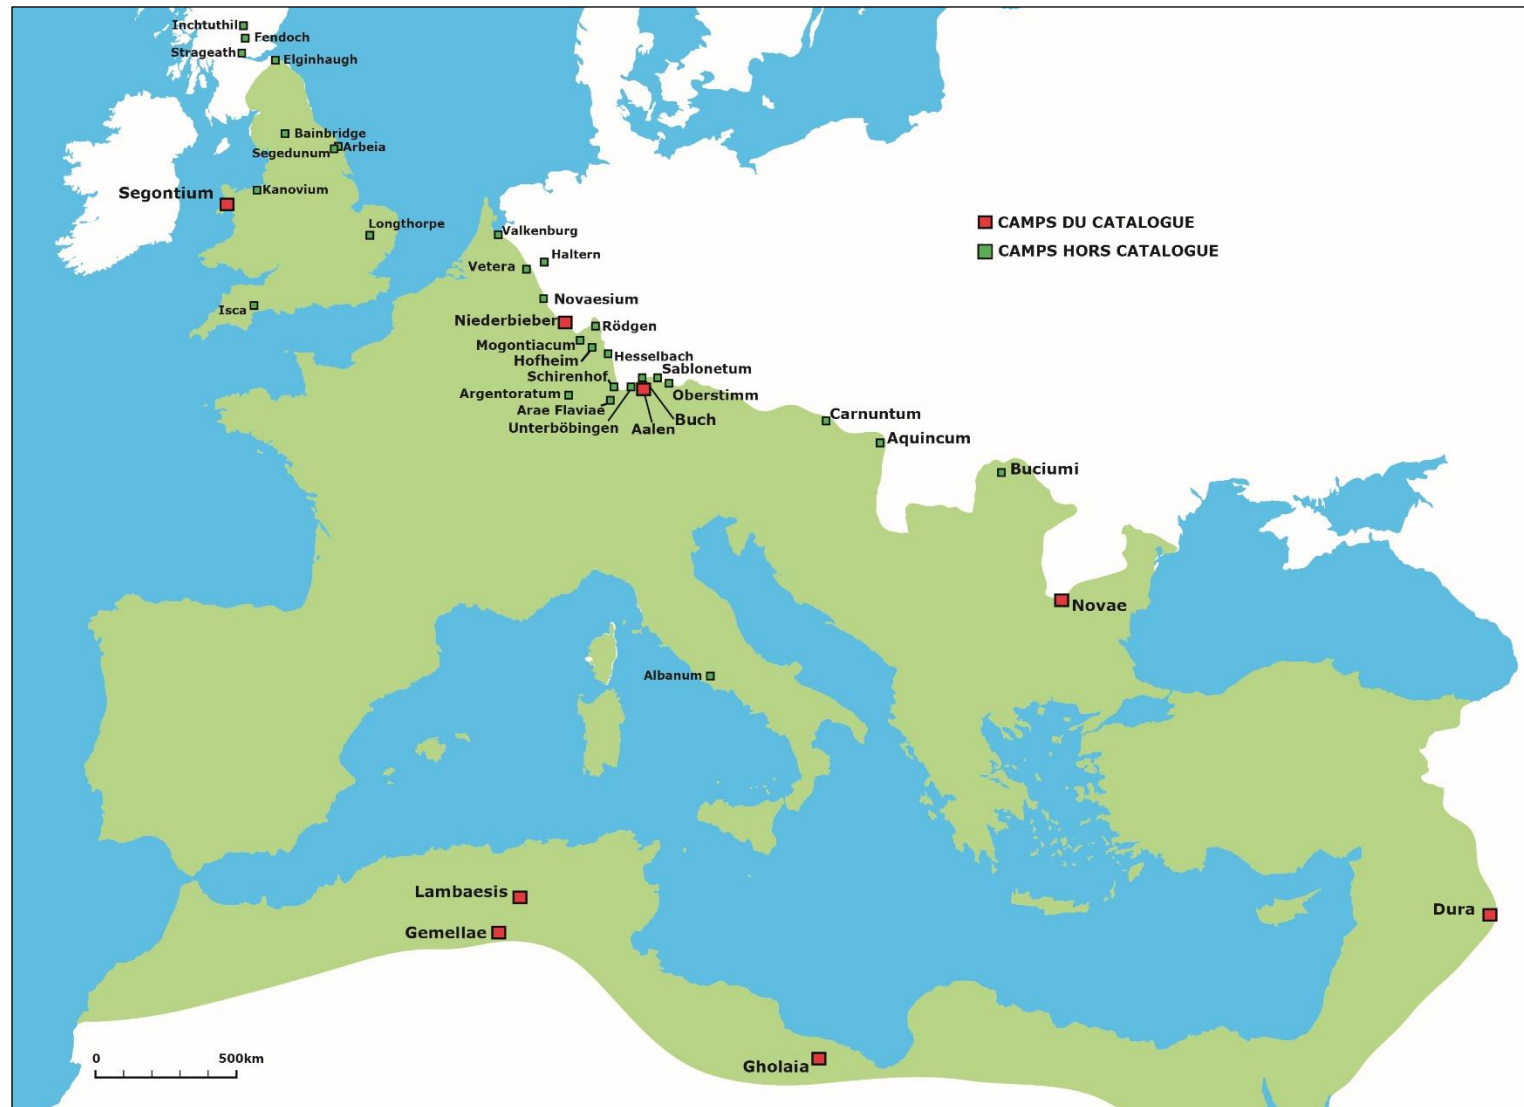 Inchtuthil
Fendoch
Strageath
Elginhaugh
Bainbridge
Arbeia
Segedunum
Segontium
Kanovium
Longthorpe
Isca
Valkenburg
Haltern
Vetera
Novaesium
Niederbieber
Rödgen
Mogontiacum
Hofheim
Hesselbach
Schirenhof
Sablonetum
Argentoratum
Oberstimm
Arae Flaviae
Buch
Unterböbingen
Aalen
CAMPS DU CATALOGUE
CAMPS HORS CATALOGUE
Carnuntum
Aquincum
Buciumi
Novae
Albanum
Lambaesis
Gemellae
Dura
Gholaia
0 500km